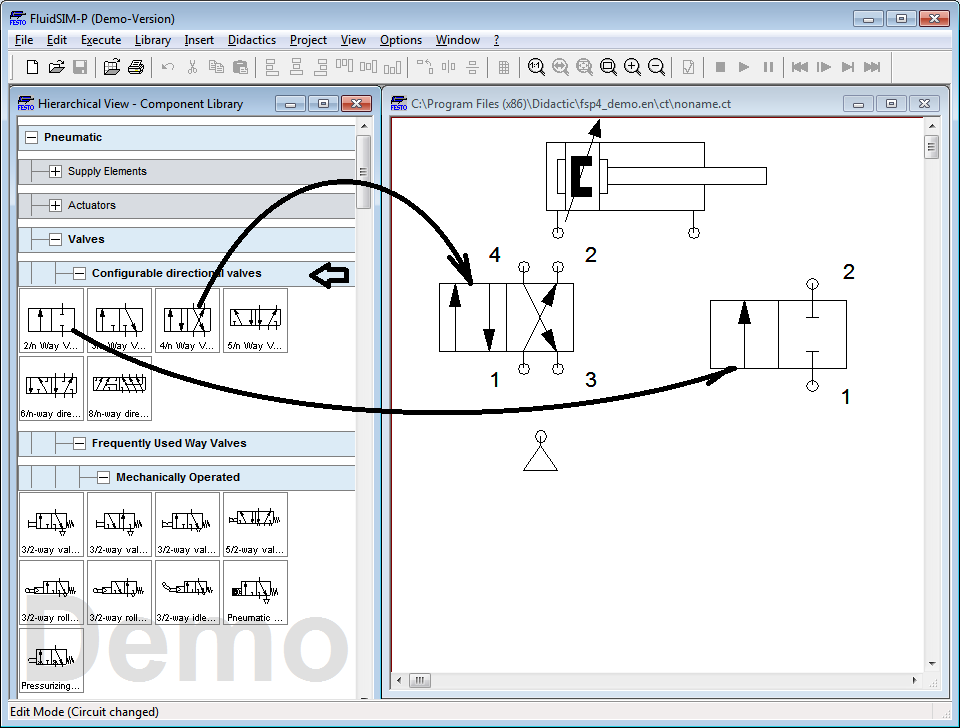 FluidSIM-P (Demo-Version)
File Edit Execute Library Insert Didactics Project View Options Window ?
Hierarchical View - Component Library
C:\Program Files (x86)\Didactic\fsp4_demo.en\ct\noname.ct
Pneumatic
Supply Elements
Actuators
Valves
Configurable directional valves
2/n Way V... 3/n Way V... 4/n Way V... 5/n Way V...
6/n-way dire... 8/n-way dire...
Frequently Used Way Valves
Mechanically Operated
3/2-way val... 3/2-way val... 3/2-way val... 5/2-way val...
3/2-way roll... 3/2-way roll... 3/2-way idle... Pneumatic ...
Pressurizing...
Demo
4 2
1 3
2
1
Edit Mode (Circuit changed)